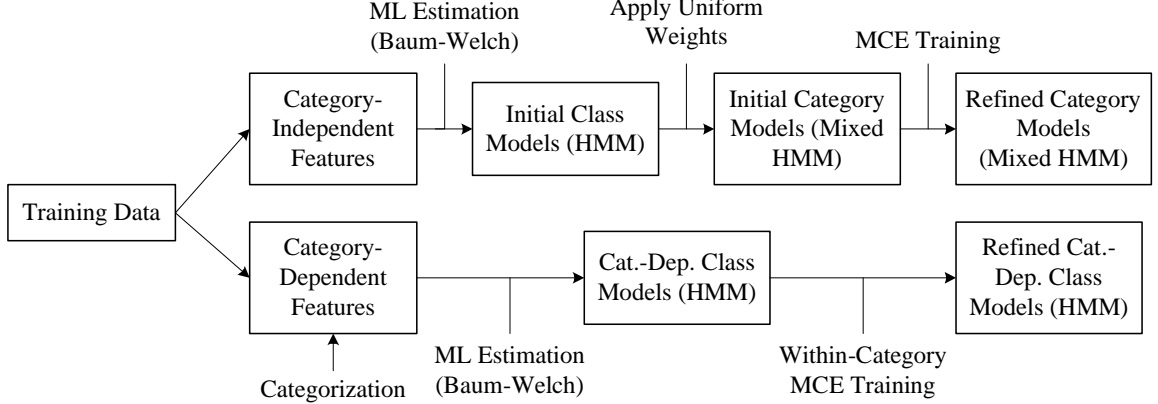 ML Estimation
(Baum-Welch)
Apply Uniform
Weights
MCE Training
Category-
Independent
Features
Initial Class
Models (HMM)
Initial Category
Models (Mixed
HMM)
Refined Category
Models
(Mixed HMM)
Training Data
Category-
Dependent
Features
Cat.-Dep. Class
Models (HMM)
Refined Cat.-
Dep. Class
Models (HMM)
Categorization
ML Estimation
(Baum-Welch)
Within-Category
MCE Training